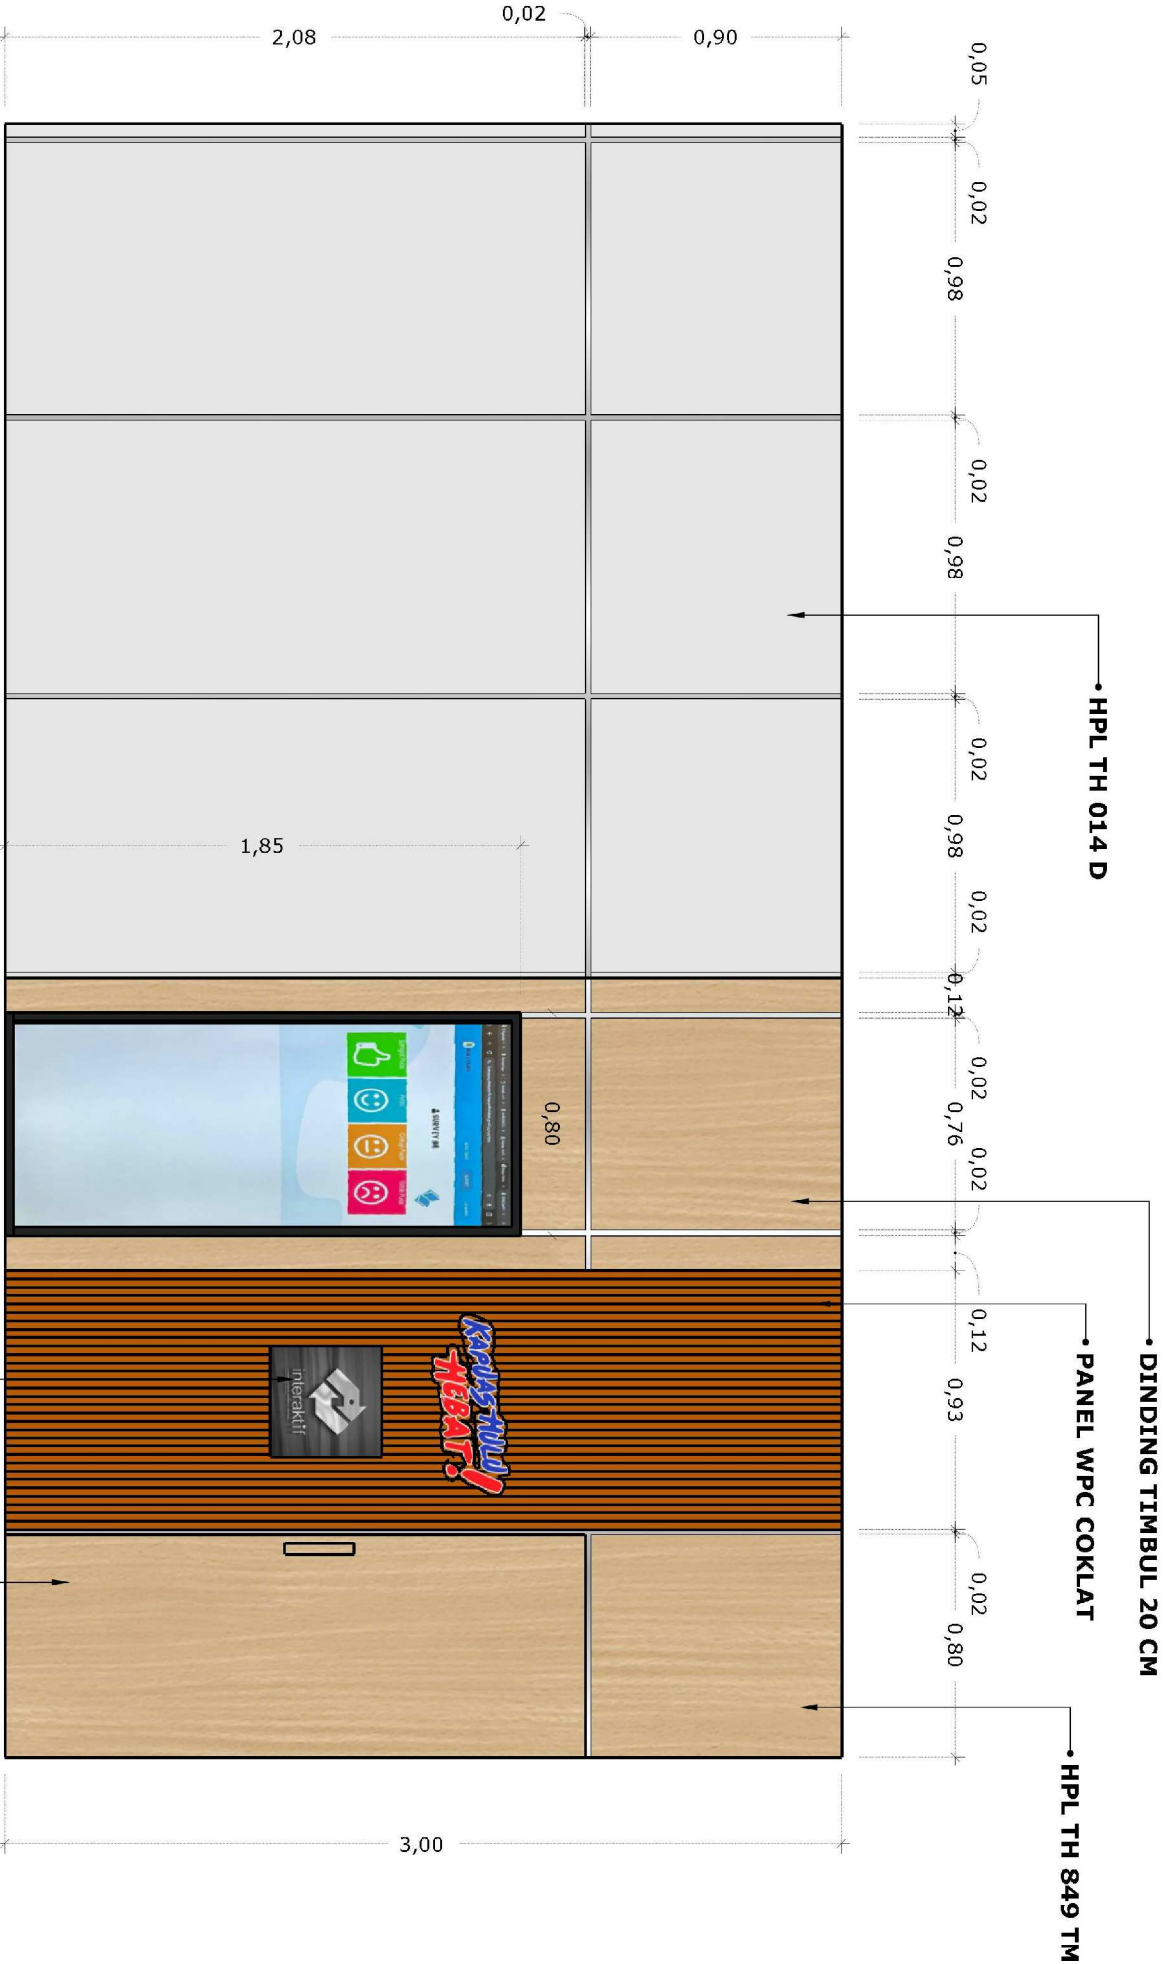 0,05
0,02
0,98
0,02
0,98
0,02
0,98
0,02
0,12
0,02
0,76
0,02
0,12
0,93
0,02
0,80
HPL TH 014 D
DINDING TIMBUL 20 CM
PANEL WPC COKLAT
HPL TH 849 TM
0,90
0,02
2,08
3,00
1,85
0,80
SURVEY IKM
KAPUAS HULU
HEBAT!
interaktif